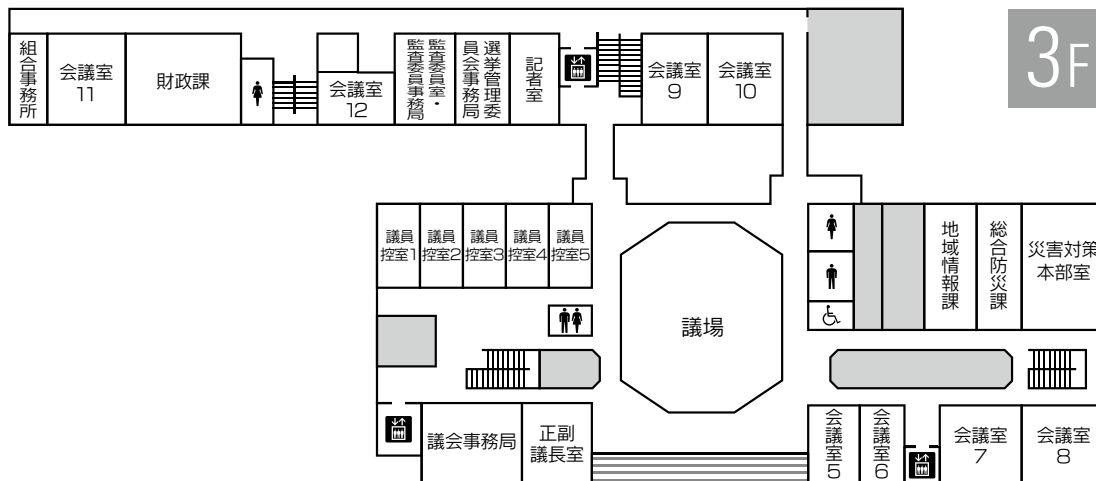 3F
組合事務所
会議室
11
財政課
会議室
12
監査委員室・
監査委員事務局
選挙管理委
員会事務局
記者室
会議室
9
会議室
10
議員
控室1
議員
控室2
議員
控室3
議員
控室4
議員
控室5
議場
地域情報課
総合防災課
災害対策
本部室
議会事務局
正副
議長室
会議室5
会議室6
会議室
7
会議室
8